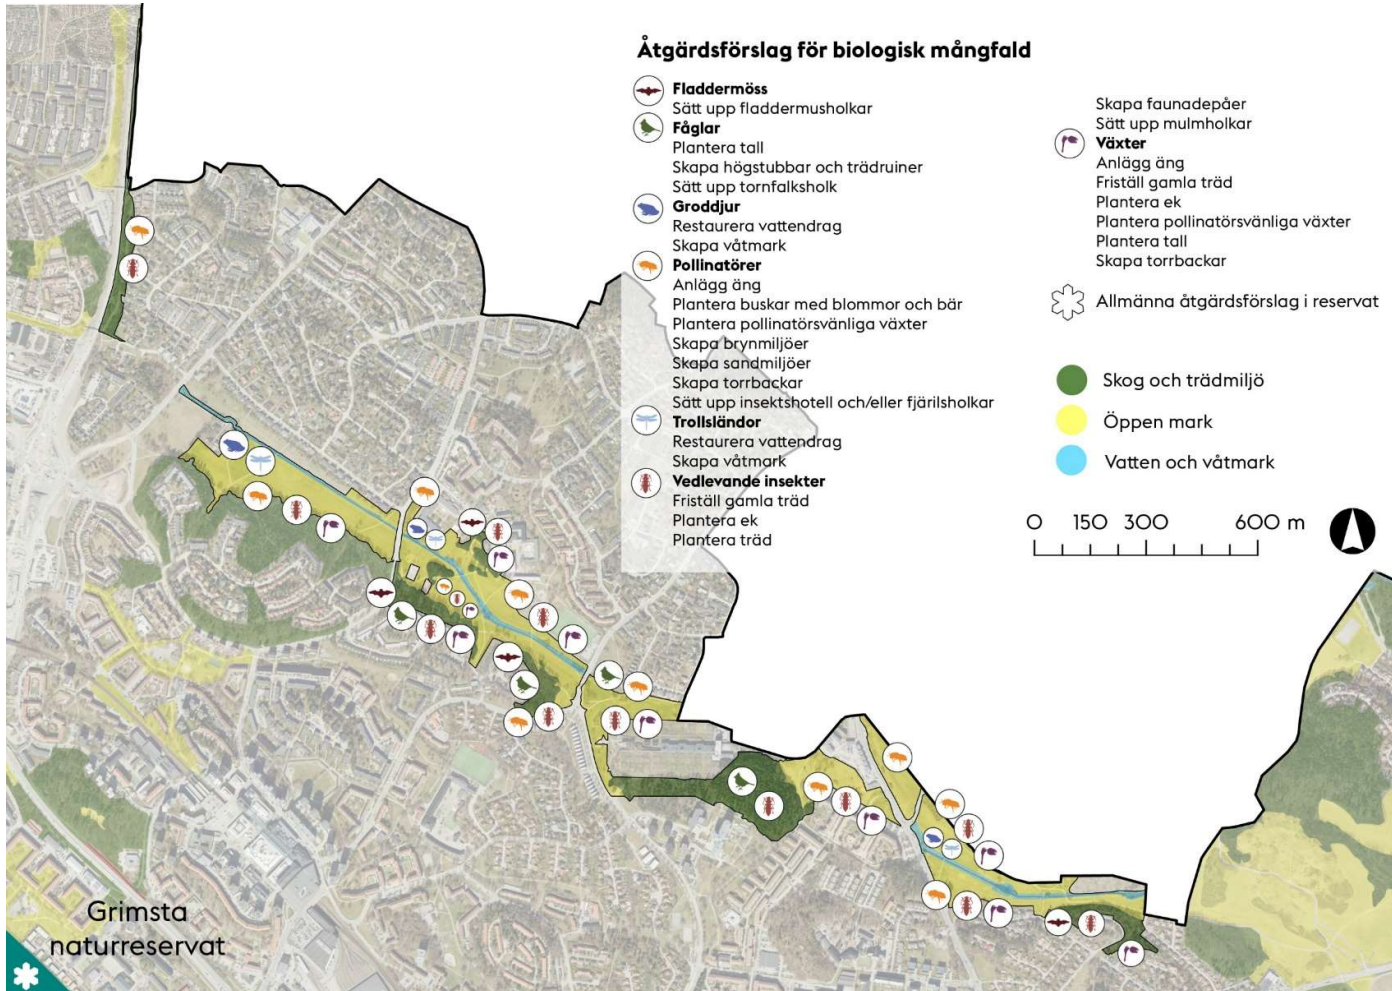 Åtgärdsförslag för biologisk mångfald
Fladdermöss
Sätt upp fladdermusholkar
Fåglar
Plantera tall
Skapa högstubbar och trädruiner
Sätt upp tornfalksholk
Groddjur
Restaurera vattendrag
Skapa våtmark
Pollinatörer
Anlägg äng
Plantera buskar med blommor och bär
Plantera pollinatörsvänliga växter
Skapa brynmiljöer
Skapa sandmiljöer
Skapa torrbackar
Sätt upp insektshotell och/eller fjärilsholkar
Trollsländor
Restaurera vattendrag
Skapa våtmark
Vedlevande insekter
Friställ gamla träd
Plantera ek
Plantera träd
Skapa faunadepåer
Sätt upp mulmholkar
Växter
Anlägg äng
Friställ gamla träd
Plantera ek
Plantera pollinatörsvänliga växter
Plantera tall
Skapa torrbackar
Allmänna åtgärdsförslag i reservat
Skog och trädmiljö
Öppen mark
Vatten och våtmark
0 150 300 600 m
Grimsta
naturreservat